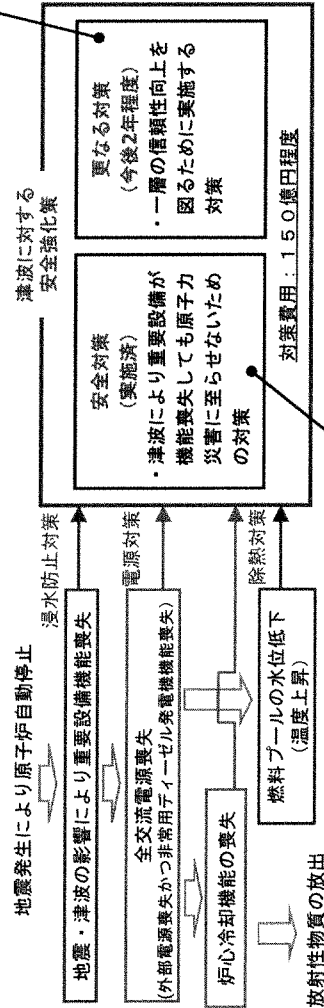 地震発生により原子炉自動停止
浸水防止対策
地震・津波の影響により重要設備機能喪失
電源対策
全交流電源喪失
(外部電源喪失かつ非常用ディーゼル発電機機能喪失)
炉心冷却機能の喪失
除熱対策
燃料プールの水位低下
(温度上昇)
放射性物質の放出
津波に対する
安全強化策
安全対策
(実施済)
・津波により重要設備が
機能喪失しても原子力
災害に至らせないため
の対策
更なる対策
(今後2年程度)
・一層の信頼性向上を
図るために実施する
対策
対策費用:150億円程度